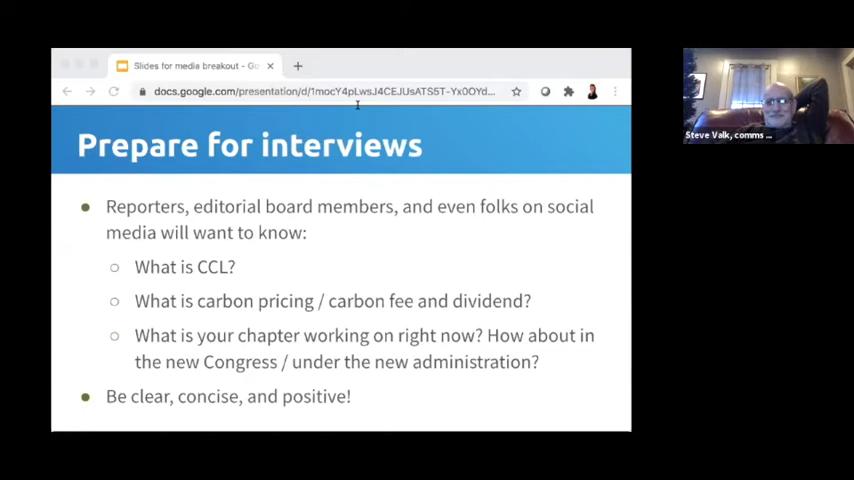 Slides for media breakout - Go
docs.google.com/presentation/d/1mocY4pLwsJ4CEJUsATS5T-Yx0OYd...
Prepare for interviews
Reporters, editorial board members, and even folks on social
media will want to know:
What is CCL?
What is carbon pricing / carbon fee and dividend?
What is your chapter working on right now? How about in
the new Congress / under the new administration?
Be clear, concise, and positive!
Steve Valk, comms ...